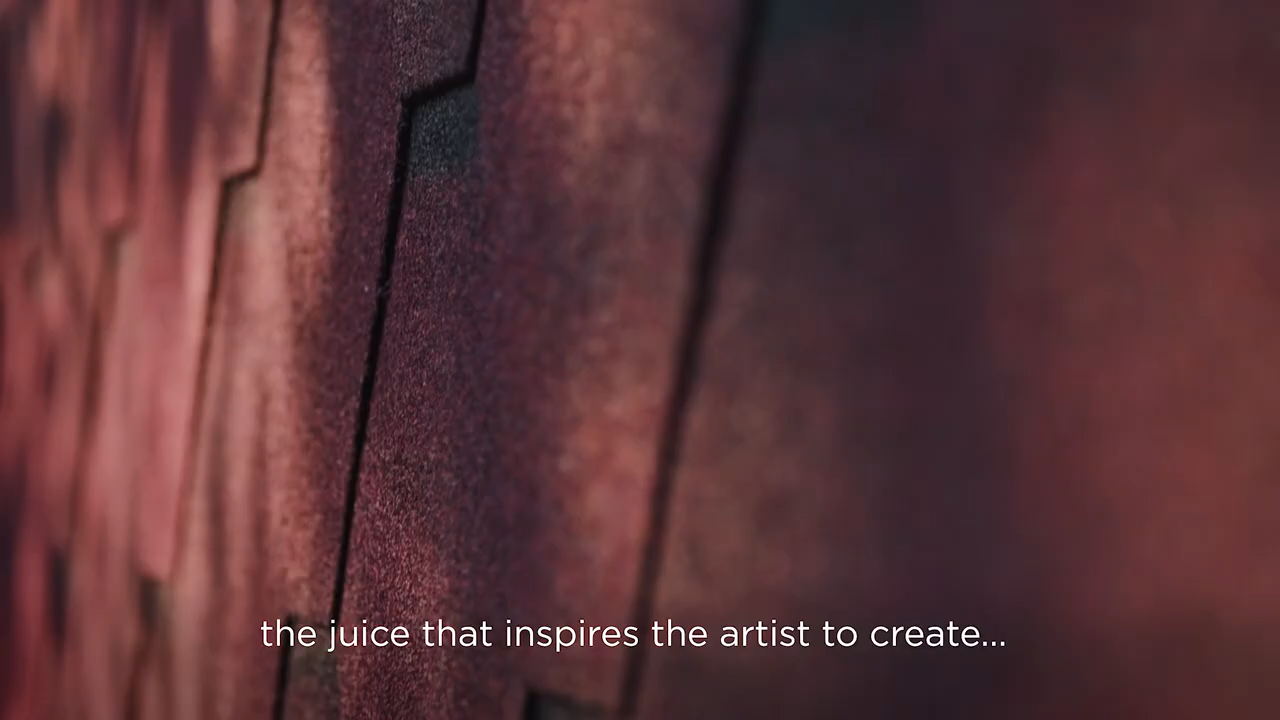 the juice that inspires the artist to create...